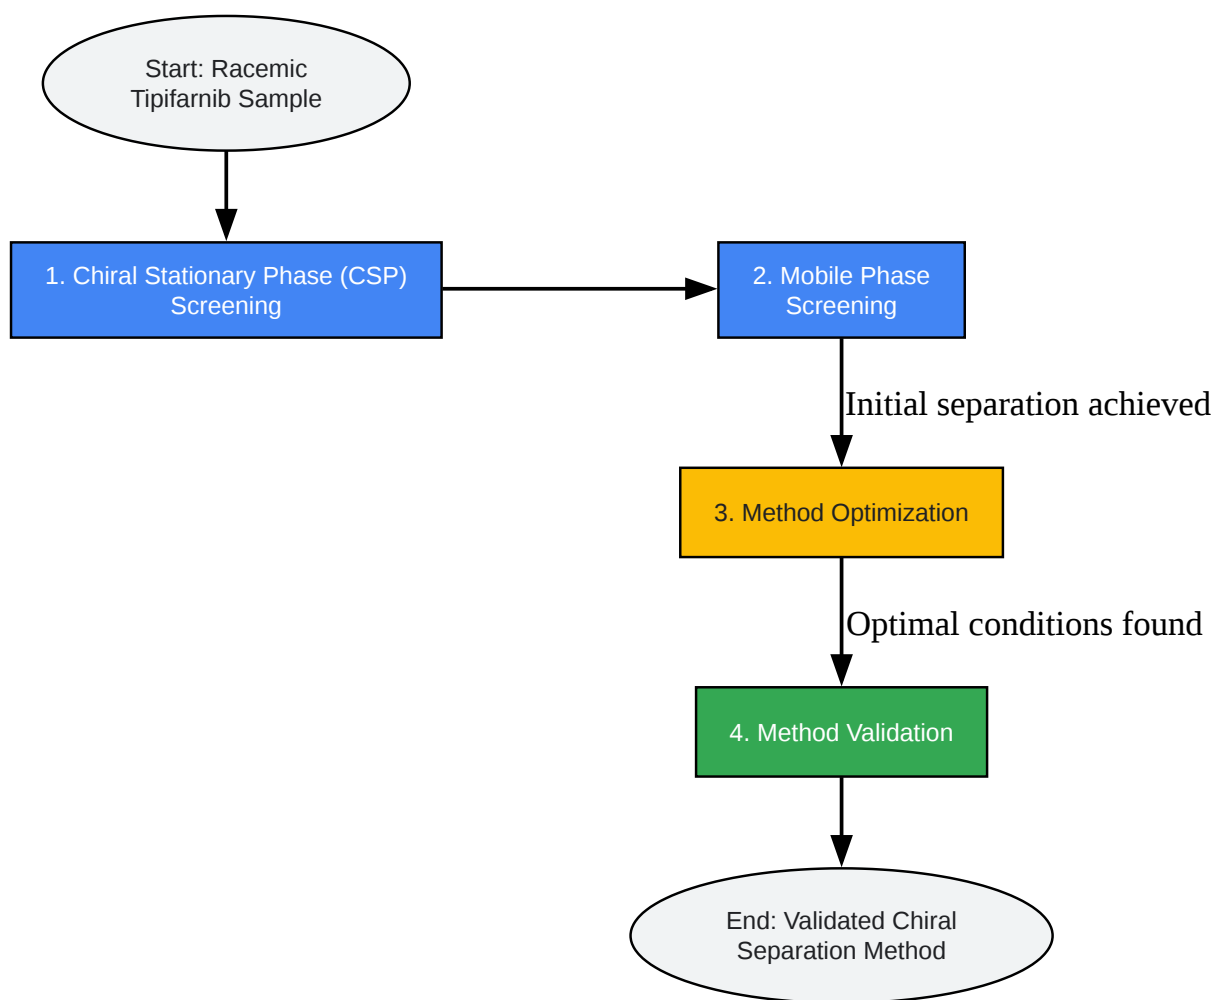 Start: Racemic
Tipifarnib Sample
1. Chiral Stationary Phase (CSP)
Screening
2. Mobile Phase
Screening
Initial separation achieved
3. Method Optimization
Optimal conditions found
4. Method Validation
End: Validated Chiral
Separation Method